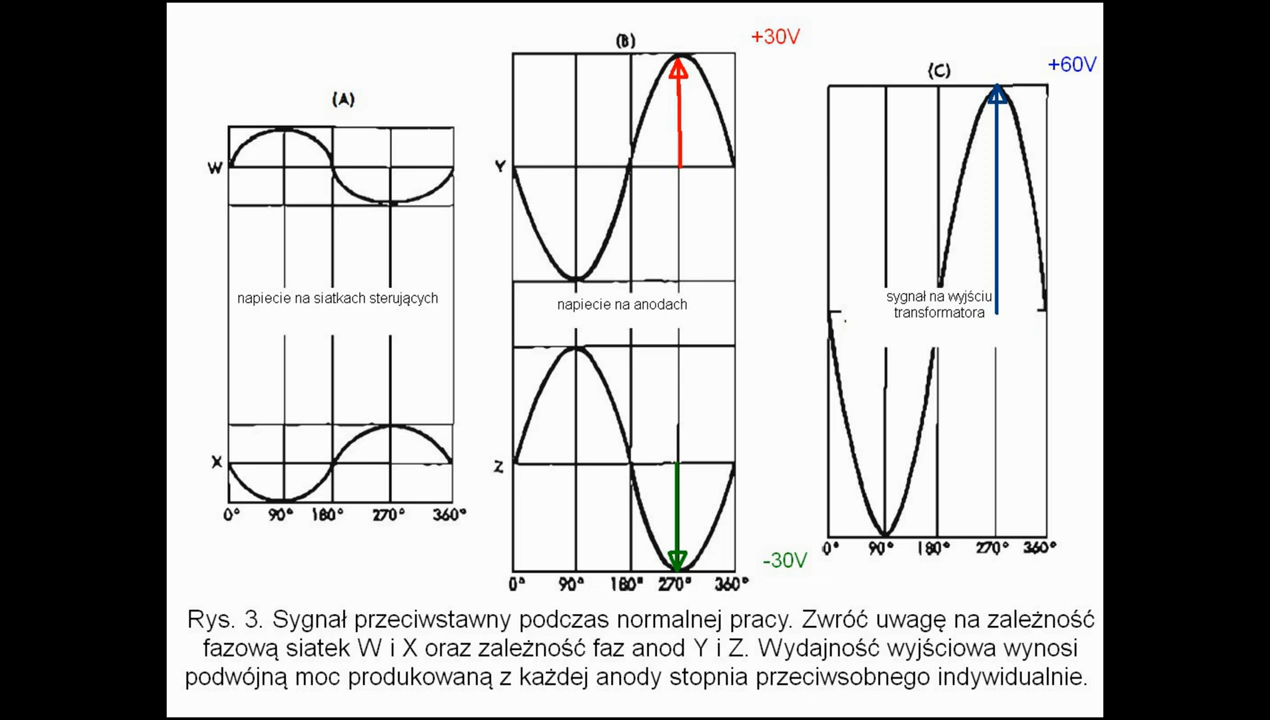 (A)
W
napiecie na siatkach sterujących
X
0° 90° 180° 270° 360°
(B)
+30V
Y
napiecie na anodach
Z
-30V
0° 90° 180° 270° 360°
(C)
+60V
sygnał na wyjściu
transformatora
0° 90° 180° 270° 360°
Rys. 3. Sygnał przeciwstawny podczas normalnej pracy. Zwróć uwagę na zależność
fazową siatek W i X oraz zależność faz anod Y i Z. Wydajność wyjściowa wynosi
podwójną moc produkowaną z każdej anody stopnia przeciwsobnego indywidualnie.